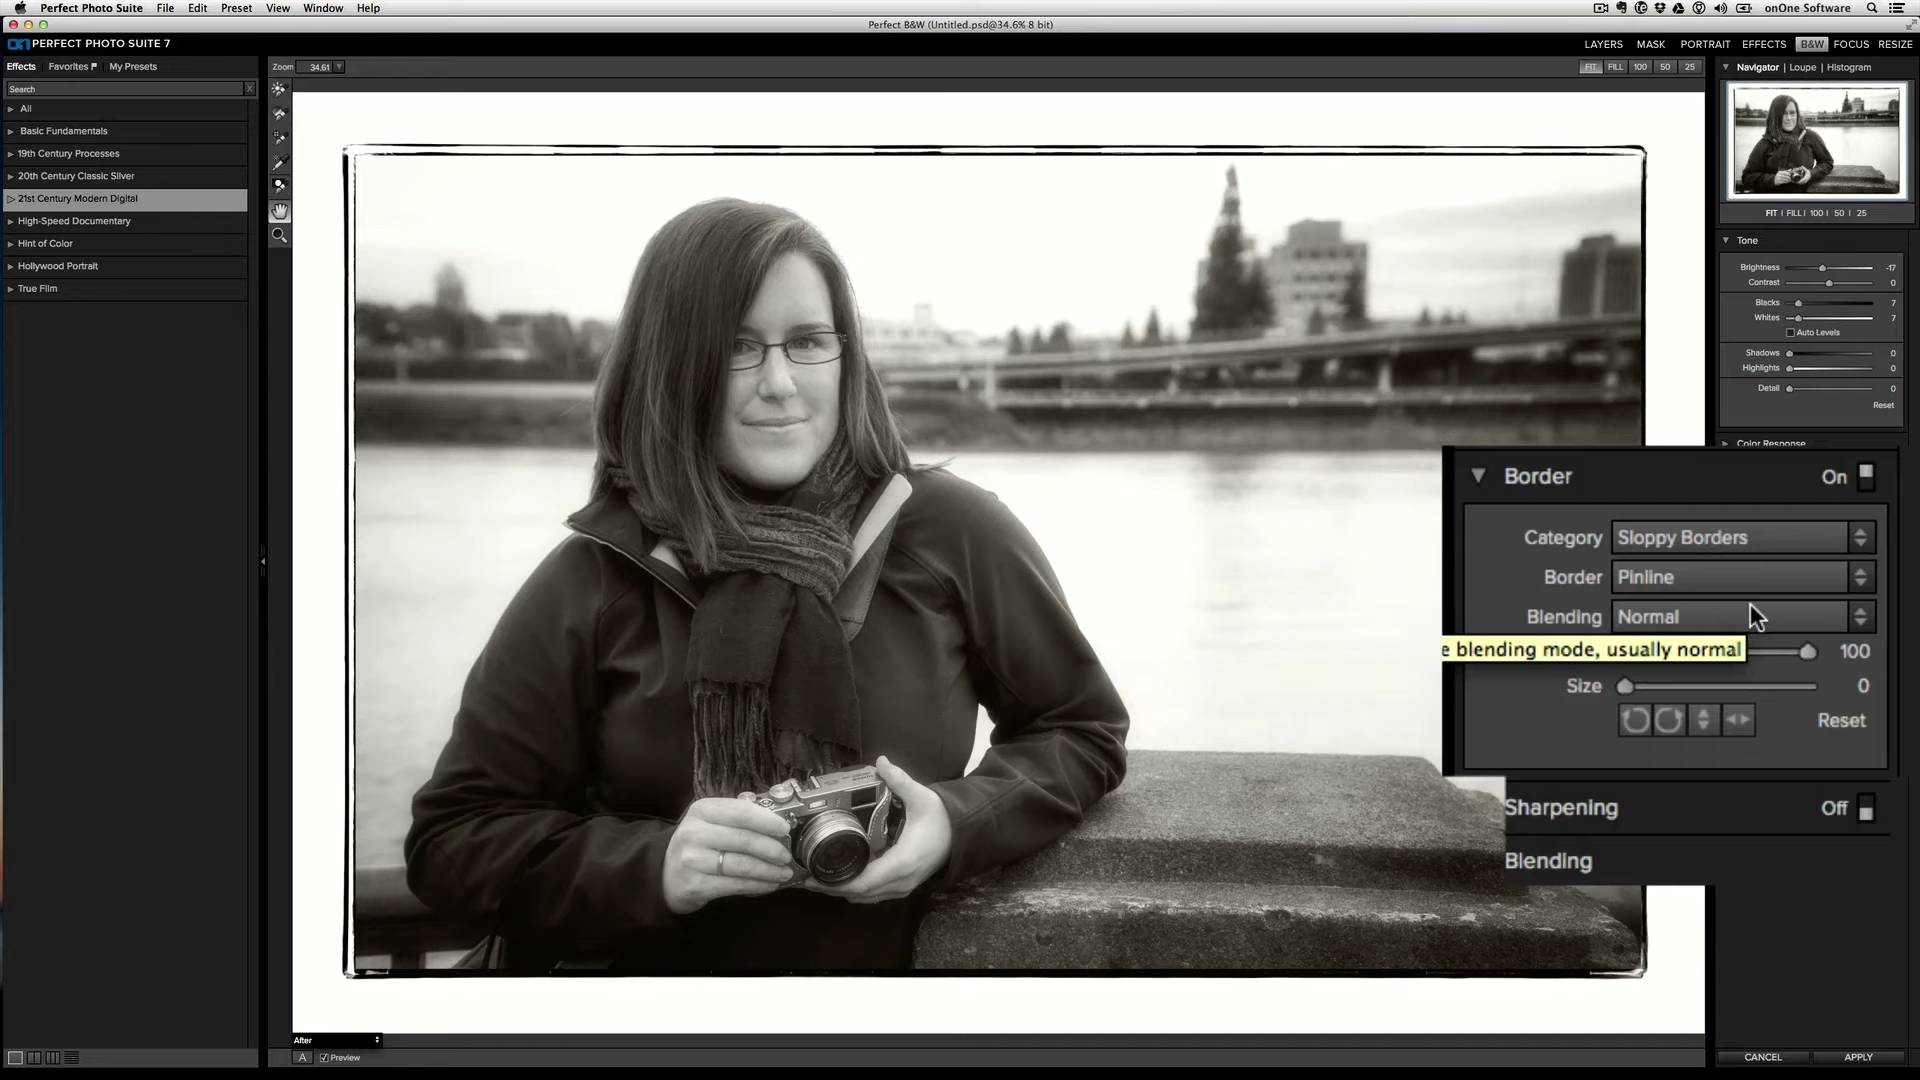 Perfect Photo Suite File Edit Preset View Window Help onOne Software
Perfect B&W (Untitled.psd@34.6% 8 bit)
on PERFECT PHOTO SUITE 7 LAYERS MASK PORTRAIT EFFECTS B&W FOCUS RESIZE
Effects Favorites My Presets
Zoom 34.61 FIT FILL 100 50 25
Navigator | Loupe | Histogram
Search X
All
Basic Fundamentals
19th Century Processes
20th Century Classic Silver
21st Century Modern Digital
High-Speed Documentary
Hint of Color
Hollywood Portrait
True Film
FIT | FILL | 100 | 50 | 25
Tone
Brightness -17
Contrast 0
Blacks 7
Whites 7
Auto Levels
Shadows 0
Highlights 0
Detail 0
Reset
Color Response
Border On
Category Sloppy Borders
Border Pinline
Blending Normal
e blending mode, usually normal 100
Size 0
Reset
Sharpening Off
Blending
After
A Preview
CANCEL APPLY